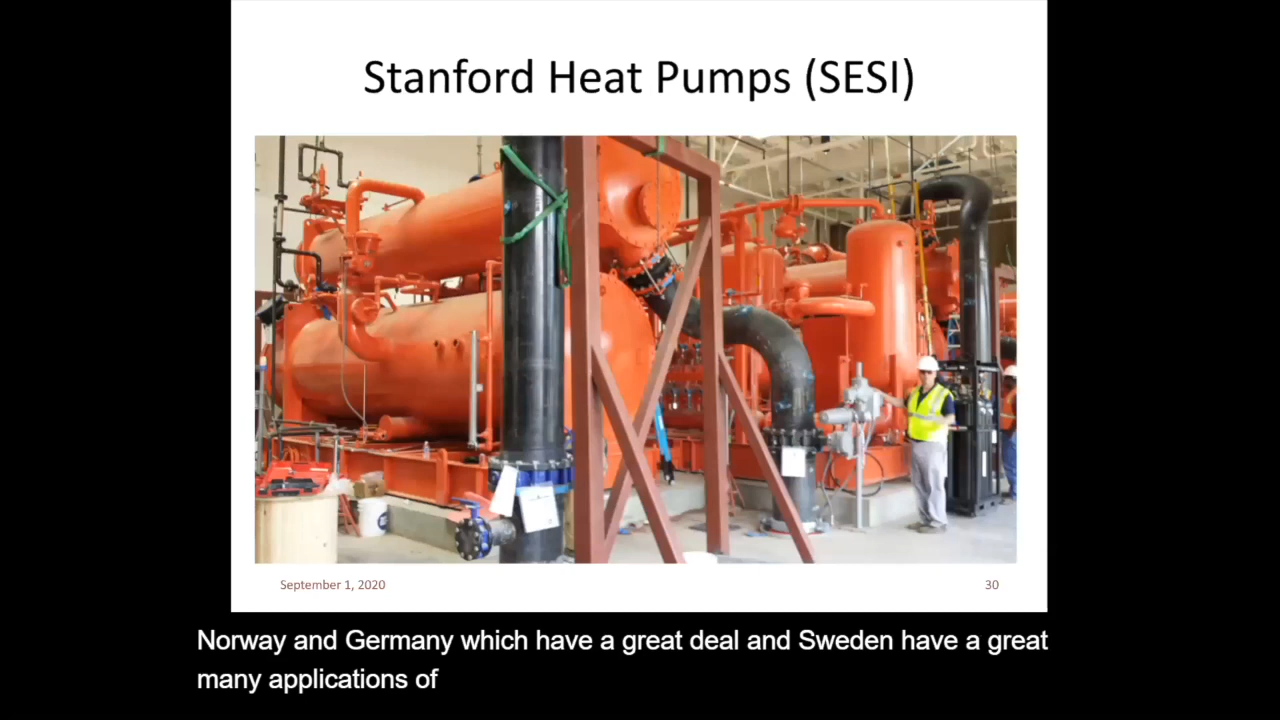 Stanford Heat Pumps (SESI)
September 1, 2020
30
Norway and Germany which have a great deal and Sweden have a great
many applications of